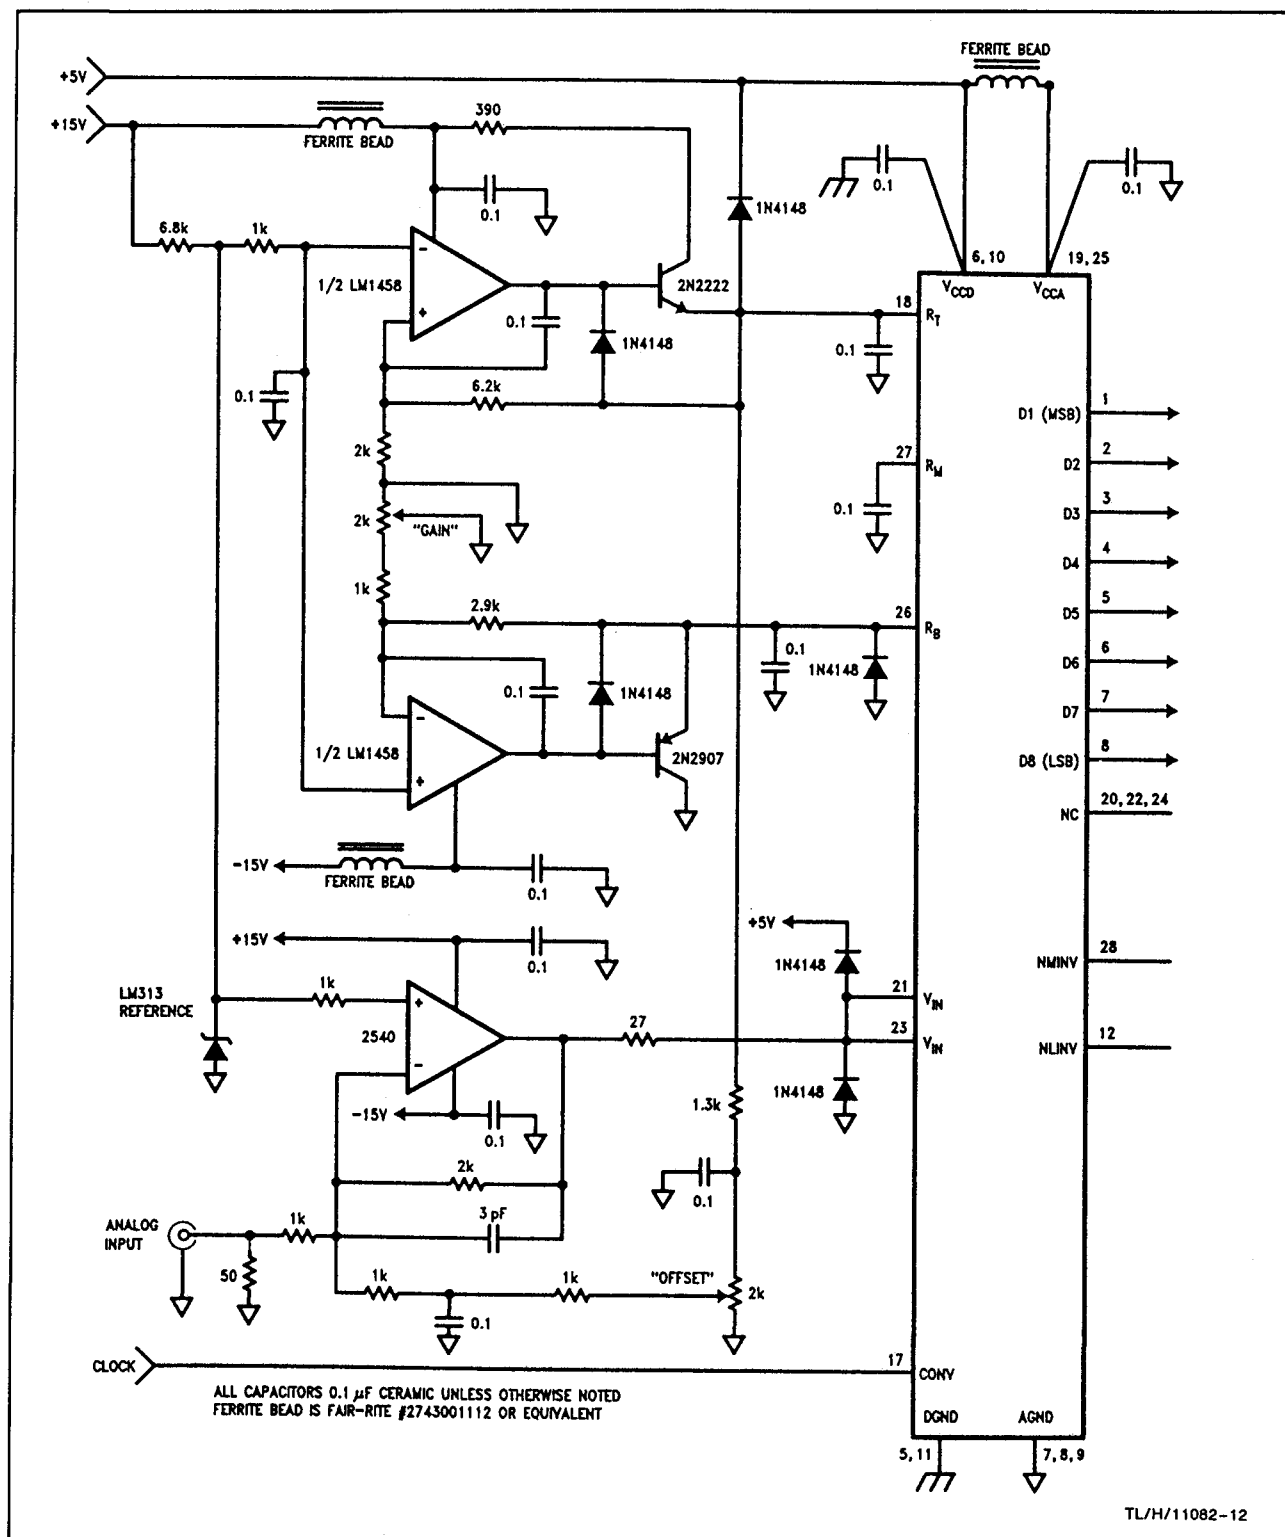 FERRITE BEAD
+5V
+15V
390
FERRITE BEAD
0.1
0.1
0.1
1N4148
6.8k
1k
6, 10
19, 25
1/2 LM1458
-
+
2N2222
VCCD
VCCA
18
RT
0.1
1N4148
0.1
0.1
6.2k
D1 (MSB)
1
2k
27
RM
D2
2
0.1
D3
3
2k
"GAIN"
D4
4
1k
2.9k
26
RB
D5
5
0.1
1N4148
D6
6
0.1
1N4148
D7
7
-
1/2 LM1458
+
2N2907
D8 (LSB)
8
20, 22, 24
NC
-15V
FERRITE BEAD
0.1
+5V
+15V
0.1
1N4148
28
NMINV
LM313
REFERENCE
1k
+
2540
-
27
21
VIN
23
VIN
12
NLINV
1N4148
-15V
0.1
1.3k
2k
0.1
3 pF
ANALOG
INPUT
1k
50
1k
1k
"OFFSET"
2k
0.1
CLOCK
17
CONV
ALL CAPACITORS 0.1 µF CERAMIC UNLESS OTHERWISE NOTED
FERRITE BEAD IS FAIR-RITE #2743001112 OR EQUIVALENT
DGND
AGND
5, 11
7, 8, 9
TL/H/11082-12